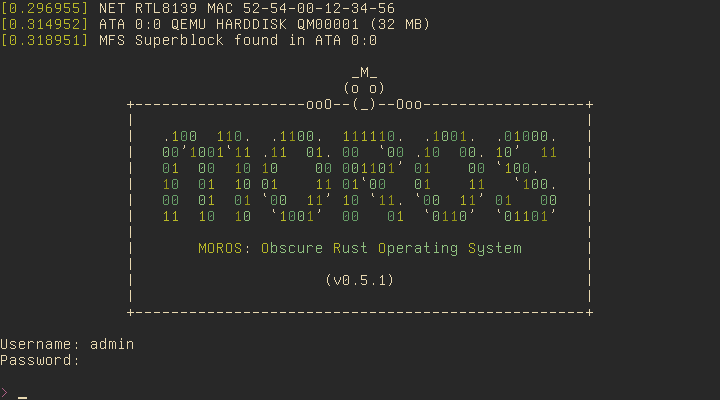 [0.296955] NET RTL8139 MAC 52-54-00-12-34-56
[0.314952] ATA 0:0 QEMU HARDDISK QM00001 (32 MB)
[0.318951] MFS Superblock found in ATA 0:0
_M_
(o o)
+-------------------ooO--(_)--Ooo------------------+
.100  110.  .1100.  111110.  .1001.  .01000.
00’1001‘11 .11  01. 00  ‘00 .10  00. 10’  11
01  00  10 10    00 001101’ 01    00 ‘100.
10  01  10 01    11 01‘00   01    11   ‘100.
00  01  01 ‘00  11’ 10 ‘11. ‘00  11’ 01   00
11  10  10  ‘1001’  00   01  ‘0110’  ‘01101’
MOROS: Obscure Rust Operating System
(v0.5.1)
+--------------------------------------------------+
Username: admin
Password:
> _